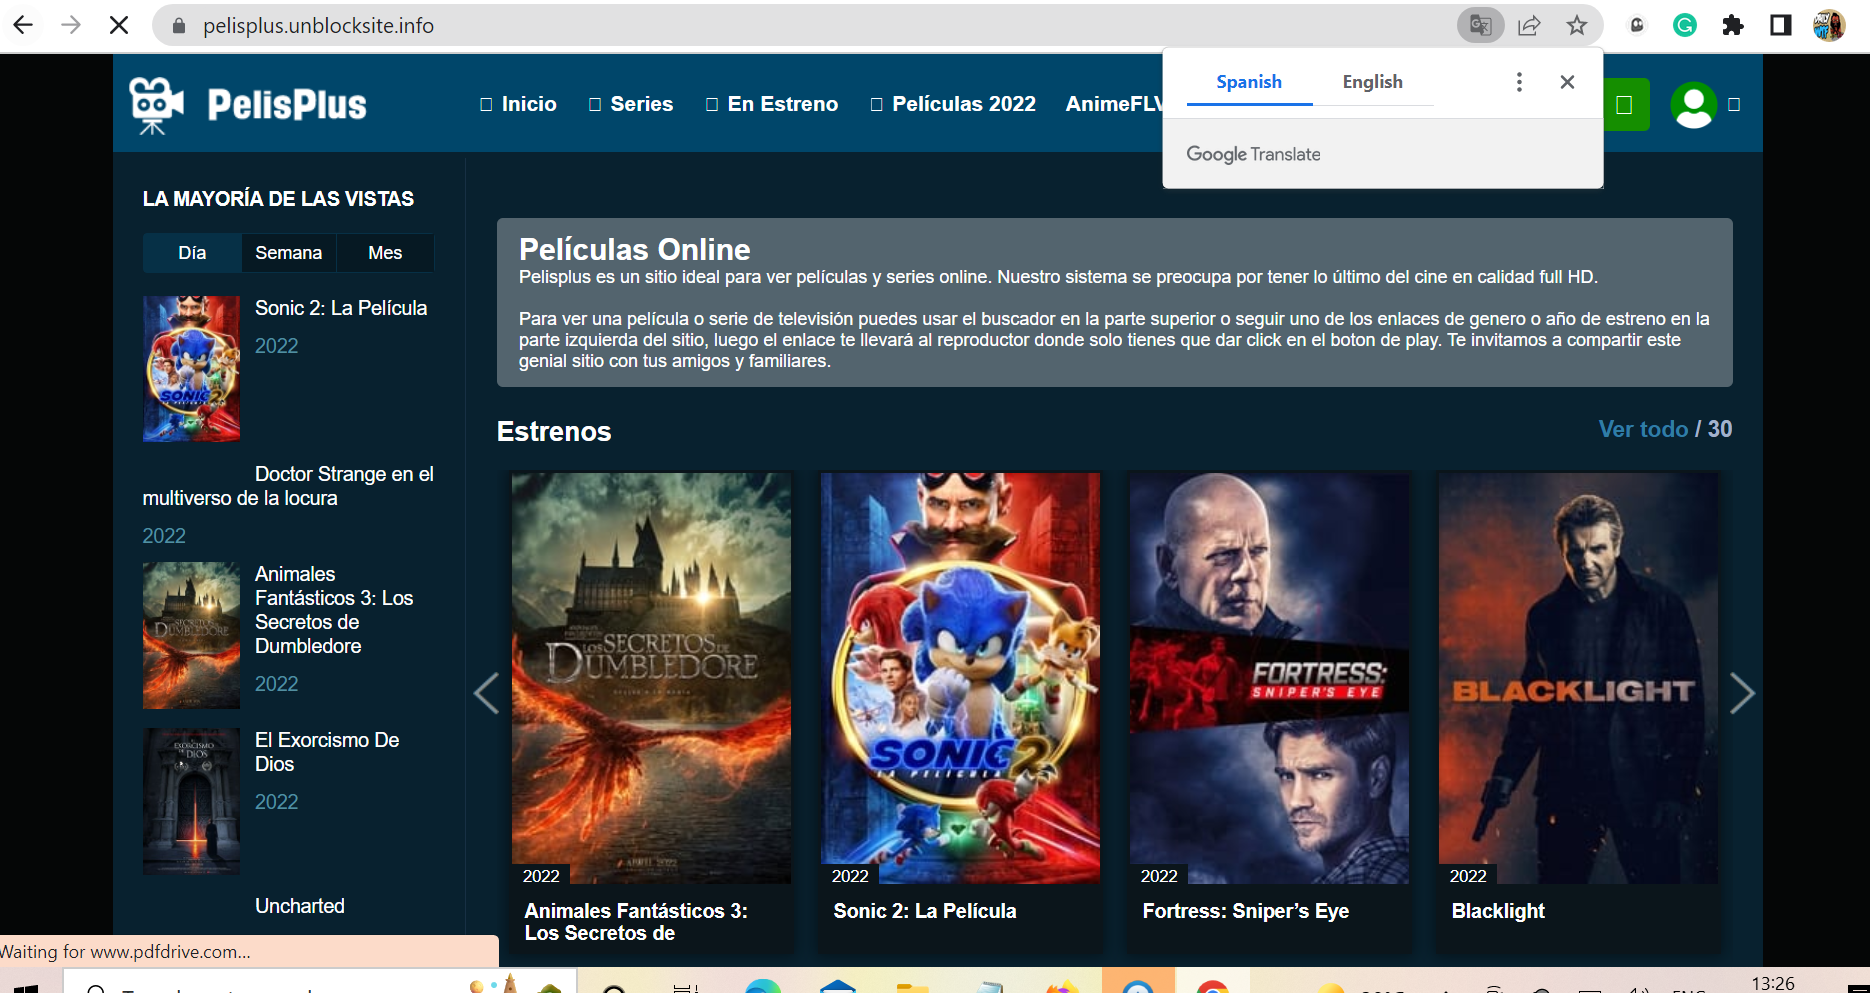 pelisplus.unblocksite.info
Spanish English
Google Translate
PelisPlus
Inicio Series En Estreno Películas 2022 AnimeFLV
LA MAYORÍA DE LAS VISTAS
Día Semana Mes
Sonic 2: La Película
2022
Doctor Strange en el
multiverso de la locura
2022
Animales
Fantásticos 3: Los
Secretos de
Dumbledore
2022
El Exorcismo De
Dios
2022
Uncharted
Películas Online
Pelisplus es un sitio ideal para ver películas y series online. Nuestro sistema se preocupa por tener lo último del cine en calidad full HD.
Para ver una película o serie de televisión puedes usar el buscador en la parte superior o seguir uno de los enlaces de genero o año de estreno en la
parte izquierda del sitio, luego el enlace te llevará al reproductor donde solo tienes que dar click en el boton de play. Te invitamos a compartir este
genial sitio con tus amigos y familiares.
Estrenos
Ver todo / 30
LOS SECRETOS DE
DUMBLEDORE
SONIC 2
LA PELICULA
FORTRESS:
SNIPER'S EYE
BLACKLIGHT
2022
Animales Fantásticos 3:
Los Secretos de
2022
Sonic 2: La Película
2022
Fortress: Sniper’s Eye
2022
Blacklight
Waiting for www.pdfdrive.com...
13:26